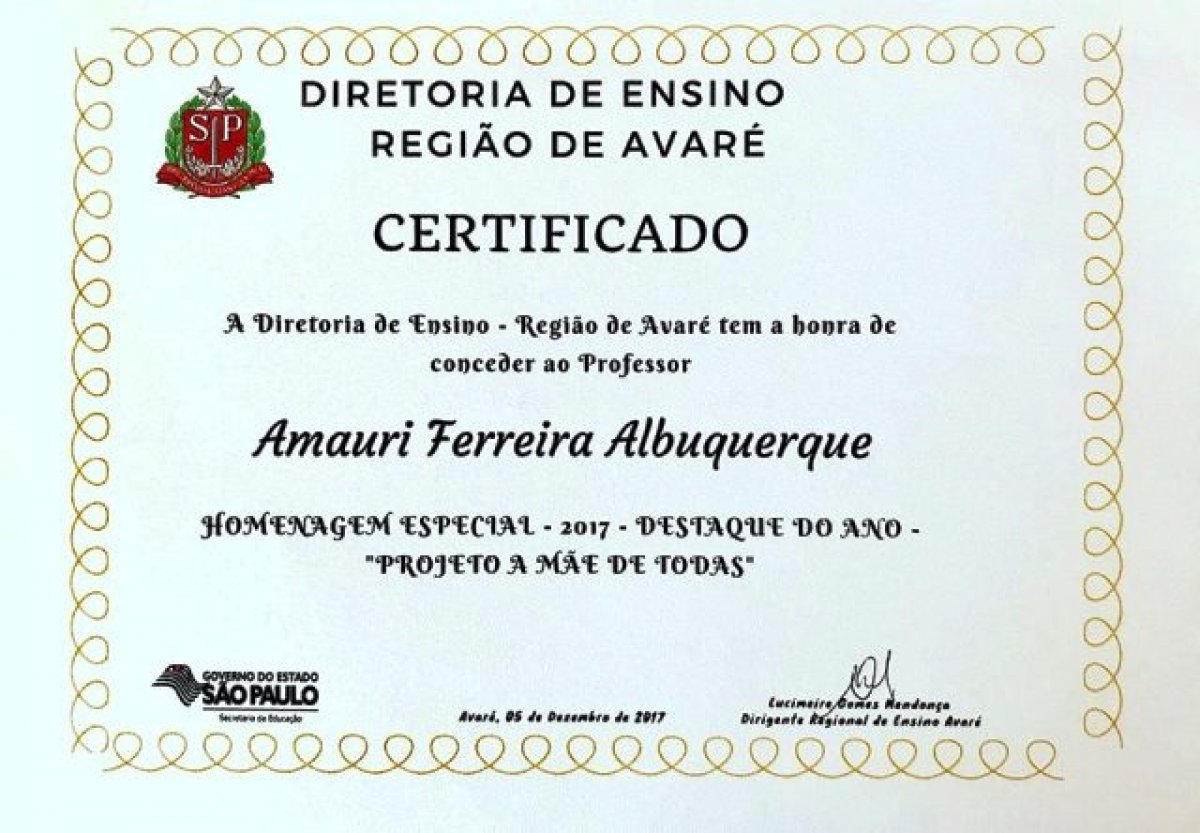 DIRETORIA DE ENSINO
REGIÃO DE AVARÉ
SP
CERTIFICADO
A Diretoria de Ensino - Região de Avaré tem a honra de
conceder ao Professor
Amauri Ferreira Albuquerque
HOMENAGEM ESPECIAL - 2017 - DESTAQUE DO ANO -
"PROJETO A MÃE DE TODAS"
GOVERNO DO ESTADO
SÃO PAULO
Secretaria da Educação
Avaré, 05 de Dezembro de 2017
Lucimeire Gomes Mendonça
Dirigente Regional de Ensino Avaré